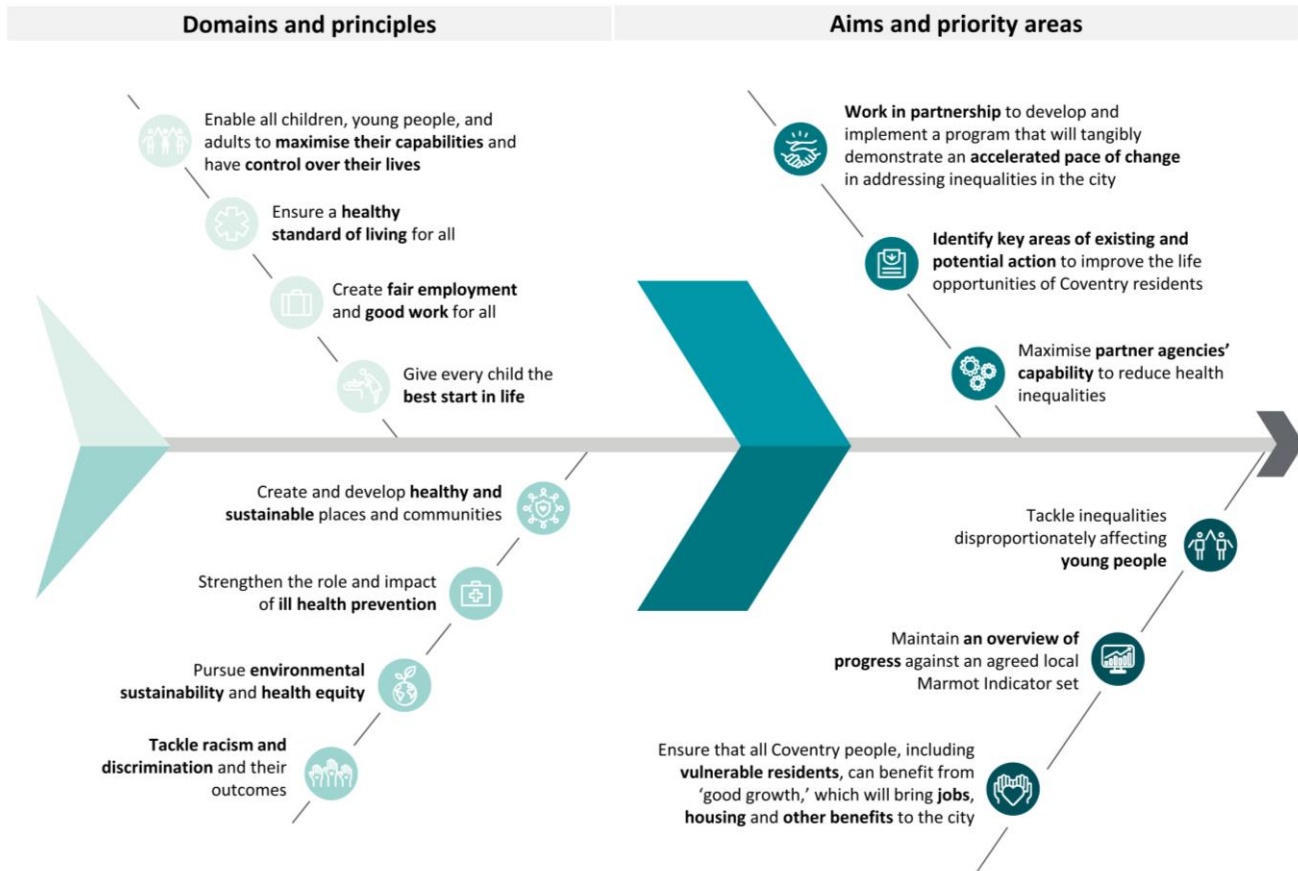 Domains and principles
Aims and priority areas
Enable all children, young people, and
adults to maximise their capabilities and
have control over their lives
Ensure a healthy
standard of living for all
Create fair employment
and good work for all
Give every child the
best start in life
Create and develop healthy and
sustainable places and communities
Strengthen the role and impact
of ill health prevention
Pursue environmental
sustainability and health equity
Tackle racism and
discrimination and their
outcomes
Work in partnership to develop and
implement a program that will tangibly
demonstrate an accelerated pace of change
in addressing inequalities in the city
Identify key areas of existing and
potential action to improve the life
opportunities of Coventry residents
Maximise partner agencies’
capability to reduce health
inequalities
Tackle inequalities
disproportionately affecting
young people
Maintain an overview of
progress against an agreed local
Marmot Indicator set
Ensure that all Coventry people, including
vulnerable residents, can benefit from
‘good growth,’ which will bring jobs,
housing and other benefits to the city